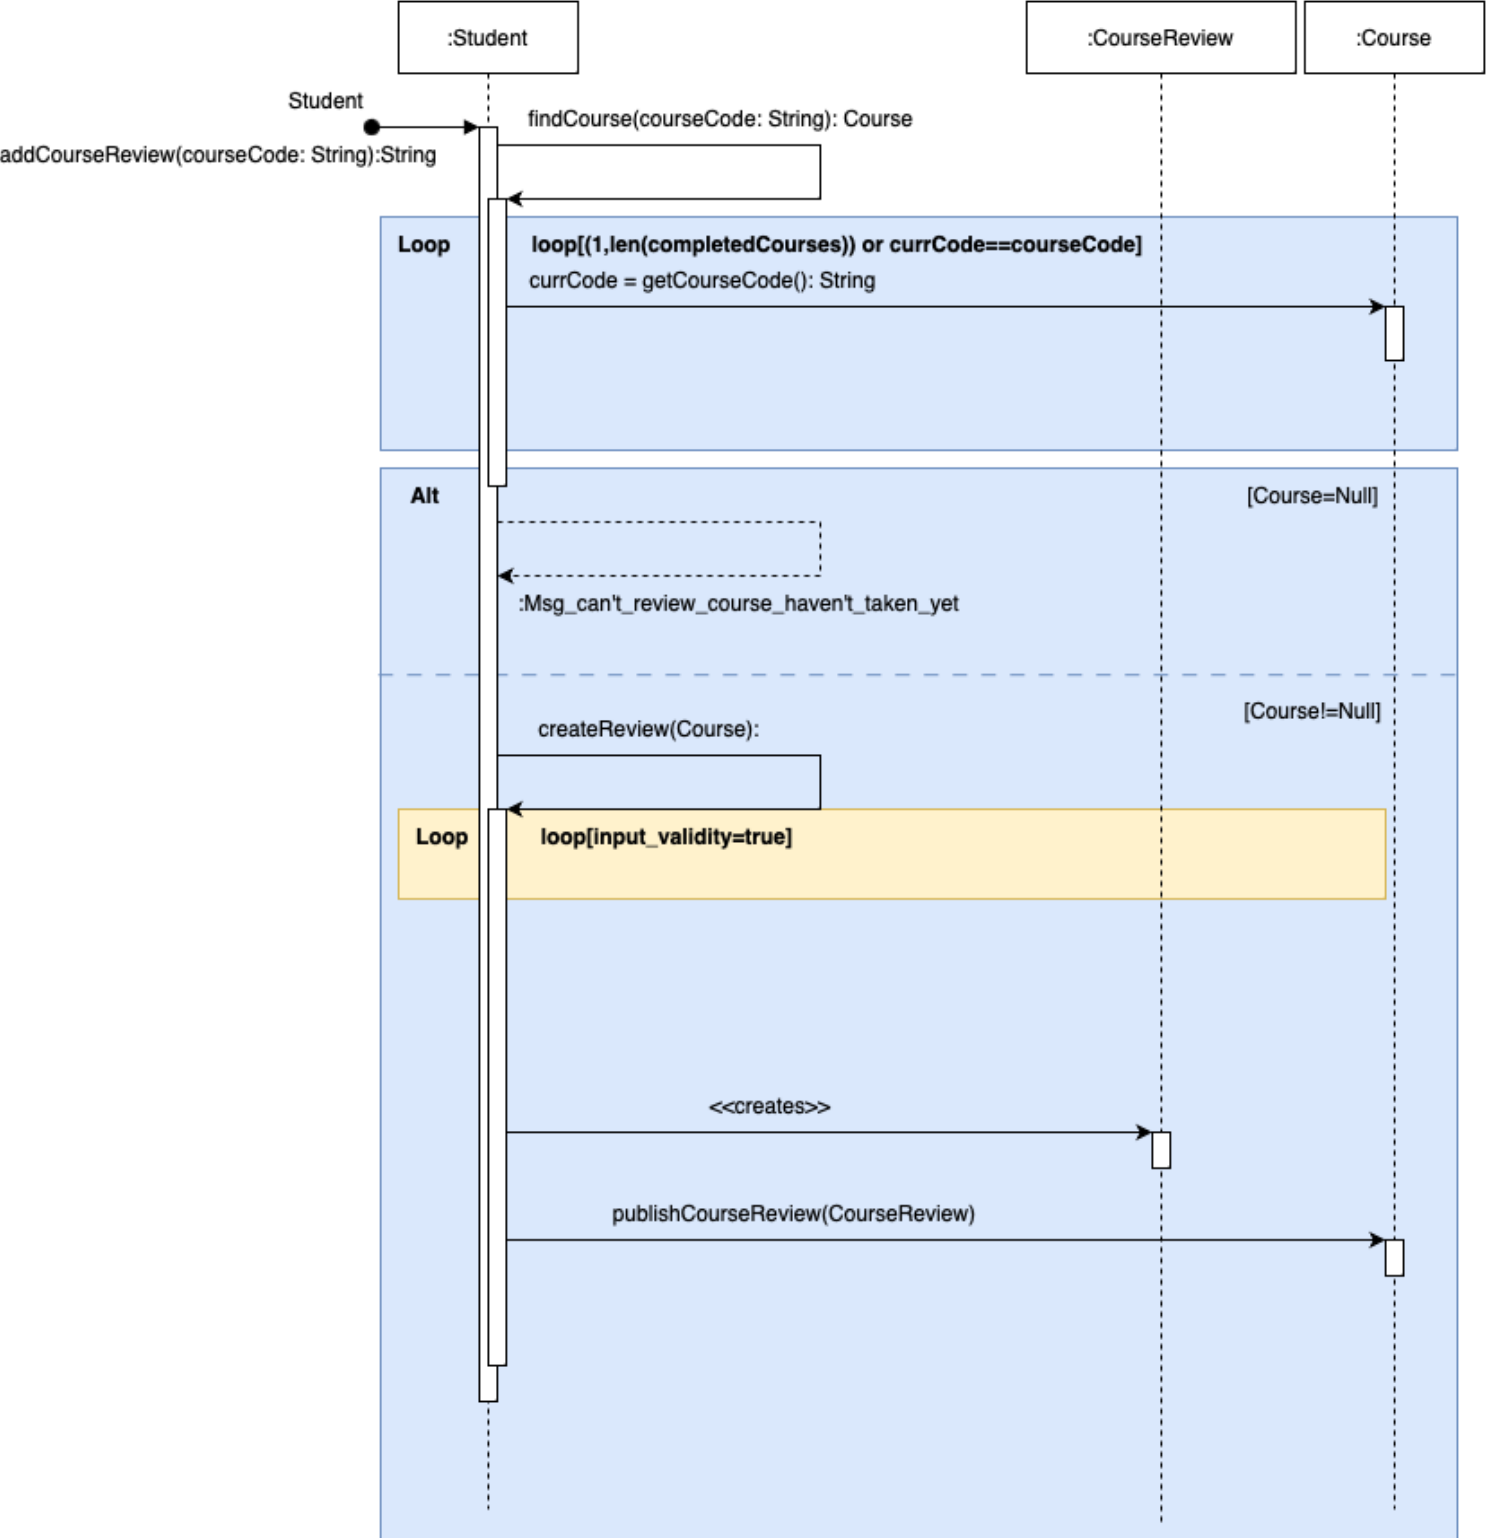 :Student
:CourseReview
:Course
Student
findCourse(courseCode: String): Course
addCourseReview(courseCode: String):String
Loop
loop[(1,len(completedCourses)) or currCode==courseCode]
currCode = getCourseCode(): String
Alt
[Course=Null]
:Msg_can't_review_course_haven't_taken_yet
[Course!=Null]
createReview(Course):
Loop
loop[input_validity=true]
<<creates>>
publishCourseReview(CourseReview)